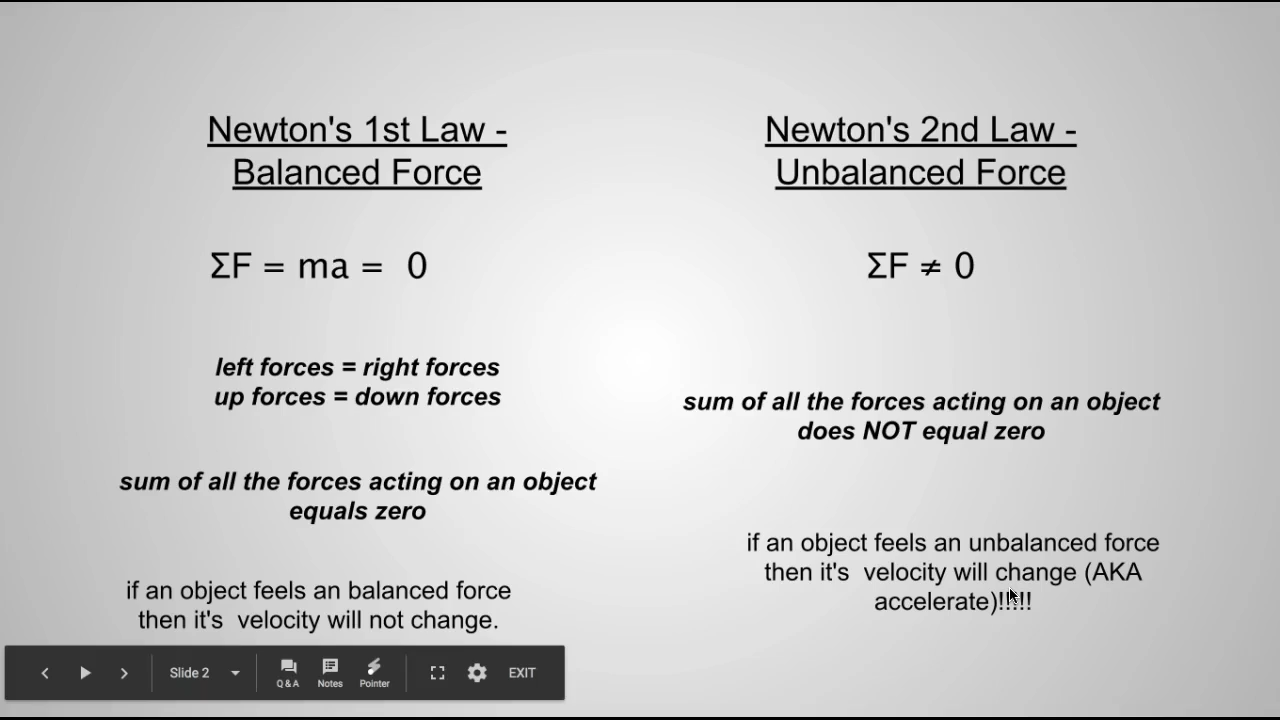 Newton's 1st Law -
Balanced Force
ΣF = ma =  0
left forces = right forces
up forces = down forces
sum of all the forces acting on an object
equals zero
if an object feels an balanced force
then it's  velocity will not change.
Newton's 2nd Law -
Unbalanced Force
ΣF ≠ 0
sum of all the forces acting on an object
does NOT equal zero
if an object feels an unbalanced force
then it's  velocity will change (AKA
accelerate)!!!!!
Slide 2
Q & A
Notes
Pointer
EXIT